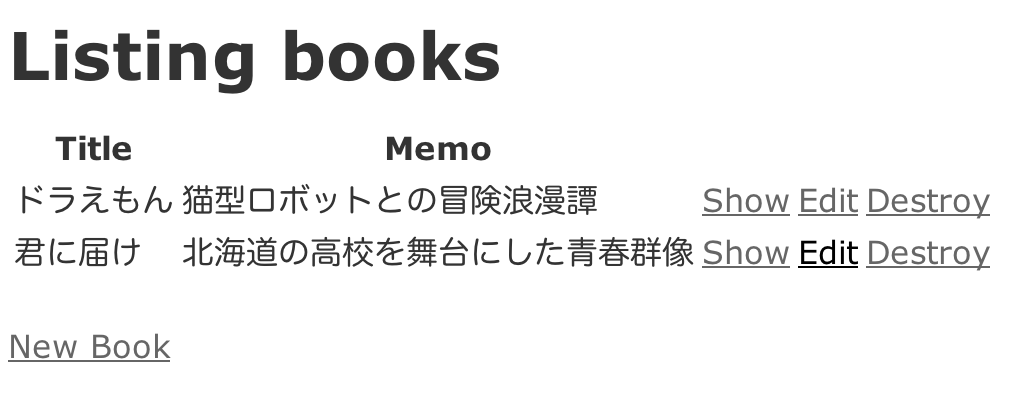 Listing books
Title Memo
ドラえもん 猫型ロボットとの冒険浪漫譚 Show Edit Destroy
君に届け 北海道の高校を舞台にした青春群像 Show Edit Destroy
New Book